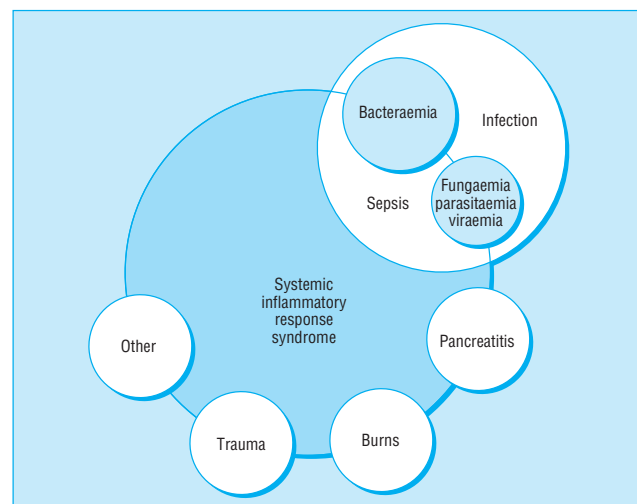 Bacteraemia
Infection
Fungaemia
parasitaemia
viraemia
Sepsis
Systemic
inflammatory
response
syndrome
Other
Pancreatitis
Trauma
Burns